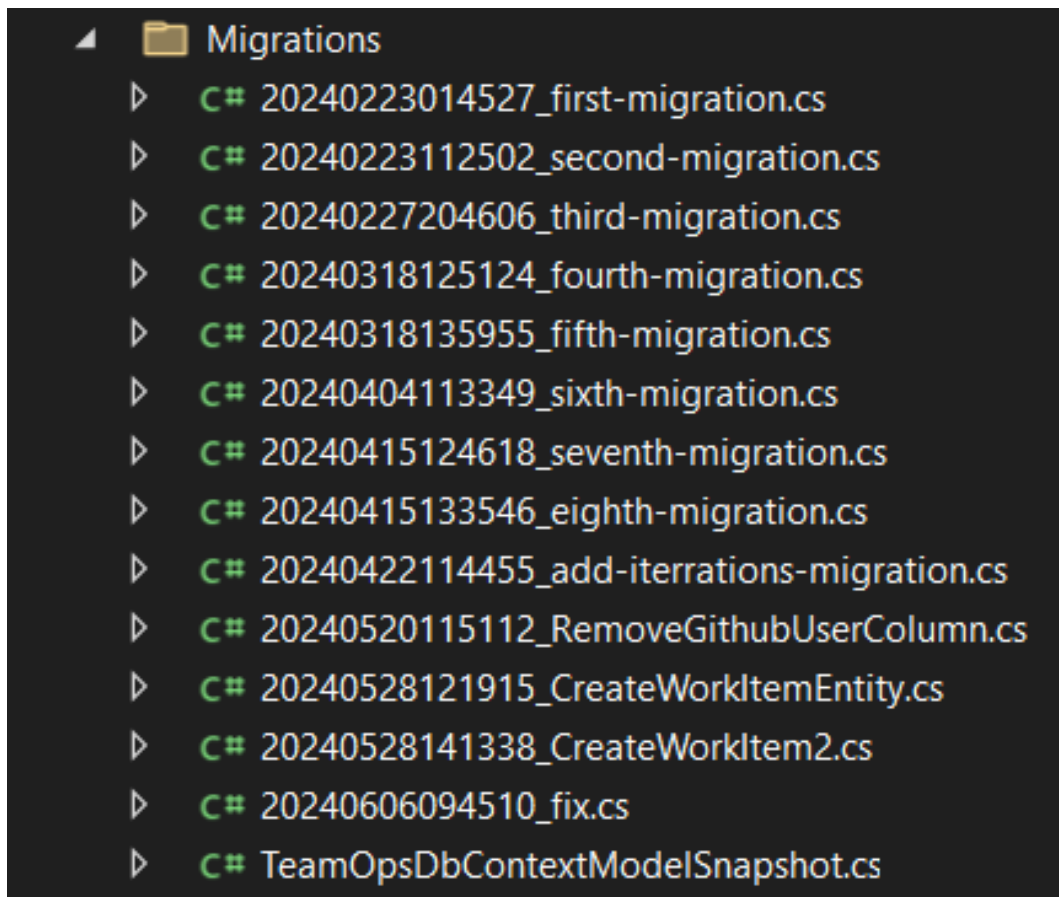 Migrations
C# 20240223014527_first-migration.cs
C# 20240223112502_second-migration.cs
C# 20240227204606_third-migration.cs
C# 20240318125124_fourth-migration.cs
C# 20240318135955_fifth-migration.cs
C# 20240404113349_sixth-migration.cs
C# 20240415124618_seventh-migration.cs
C# 20240415133546_eighth-migration.cs
C# 20240422114455_add-iterrations-migration.cs
C# 20240520115112_RemoveGithubUserColumn.cs
C# 20240528121915_CreateWorkItemEntity.cs
C# 20240528141338_CreateWorkItem2.cs
C# 20240606094510_fix.cs
C# TeamOpsDbContextModelSnapshot.cs